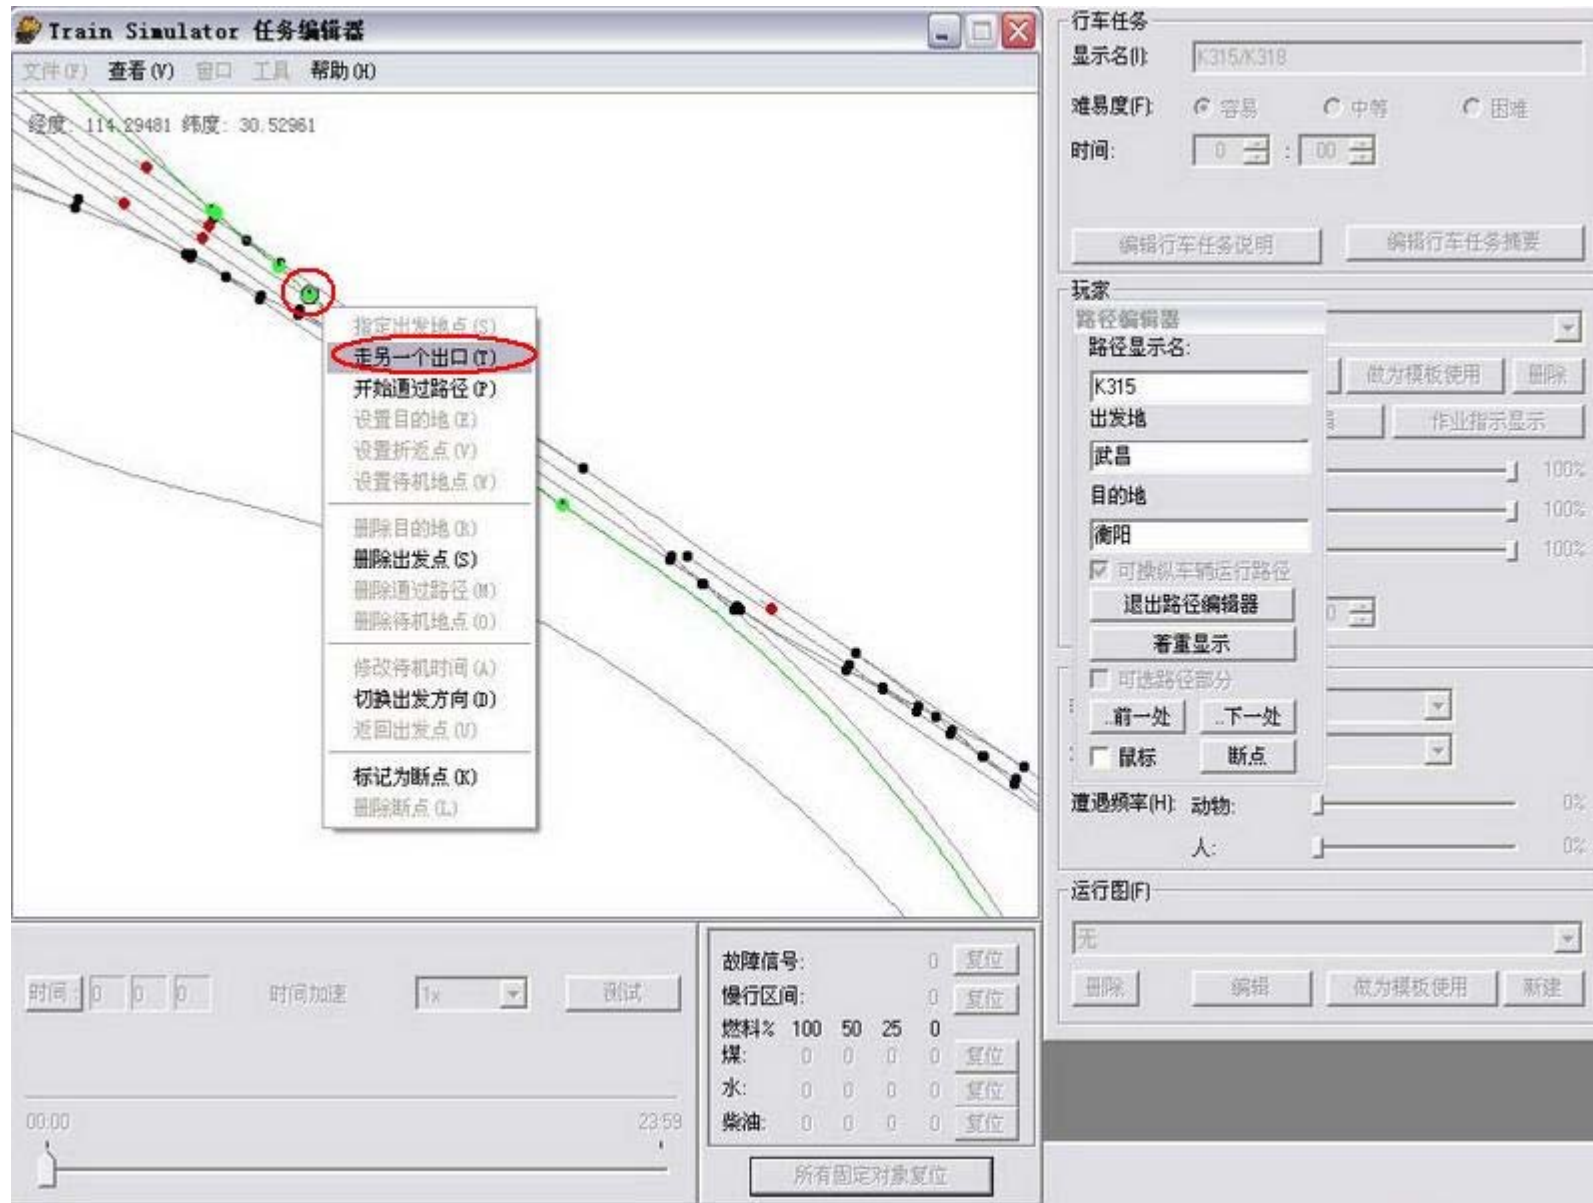 Train Simulator 任务编辑器
文件(F) 查看(V) 窗口 工具 帮助(H)
经度: 114.29481 纬度: 30.52961
指定出发地点(S)
走另一个出口(T)
开始通过路径(P)
设置目的地(E)
设置折返点(V)
设置待机地点(W)
册除目的地(R)
册除出发点(S)
册除通过路径(M)
册除待机地点(O)
修改待机时间(A)
切换出发方向(D)
返回出发点(U)
标记为断点(K)
册除断点(L)
行车任务
显示名(I): K315/K318
难易度(F): 容易 中等 困难
时间: 0 : 00
编辑行车任务说明 编辑行车任务摘要
玩家
路径编辑器
路径显示名:
K315
出发地
武昌
目的地
衡阳
可操纵车辆运行路径
退出路径编辑器
著重显示
可选路径部分
..前一处 ..下一处
鼠标 断点
做为模板使用 册除
作业指示显示
100%
100%
100%
0
遭遇频率(H): 动物: 0%
人: 0%
运行图(F)
无
册除 编辑 做为模板使用 新建
时间: 0 0 0 时间加速 1x 测试
00:00 23:59
故障信号: 0 复位
慢行区间: 0 复位
燃料% 100 50 25 0
煤: 0 0 0 0 复位
水: 0 0 0 0 复位
柴油: 0 0 0 0 复位
所有固定对象复位